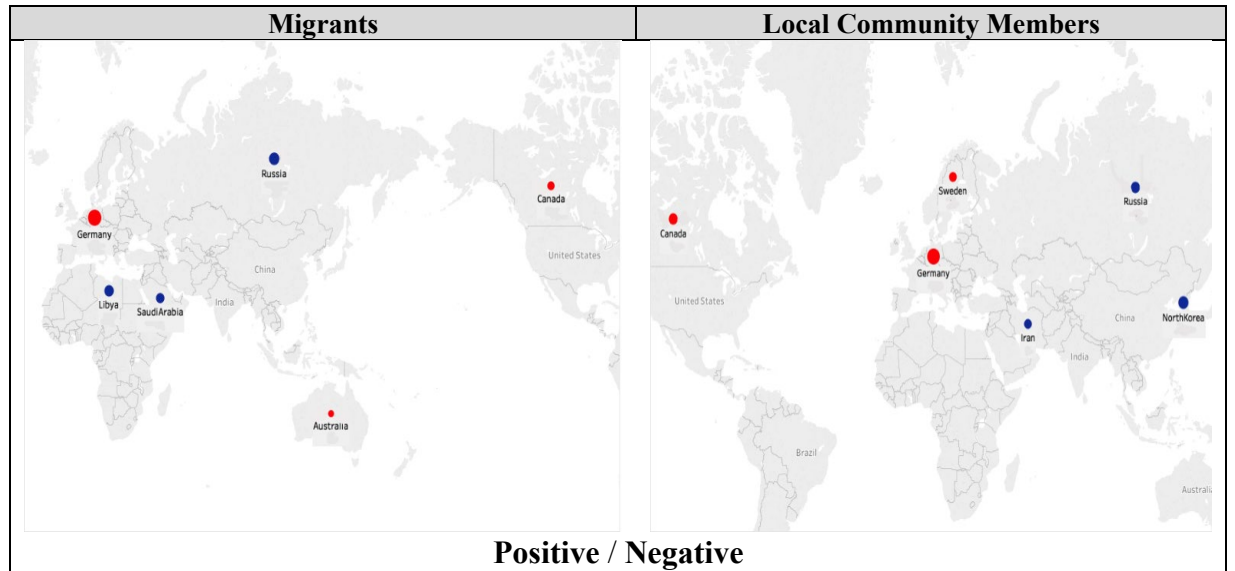 Migrants
Local Community Members
Russia
Canada
Germany
United States
China
Libya
SaudiArabia
India
Australia
Sweden
Russia
Canada
Germany
United States
China
NorthKorea
Iran
India
Brazil
Australia
Positive / Negative